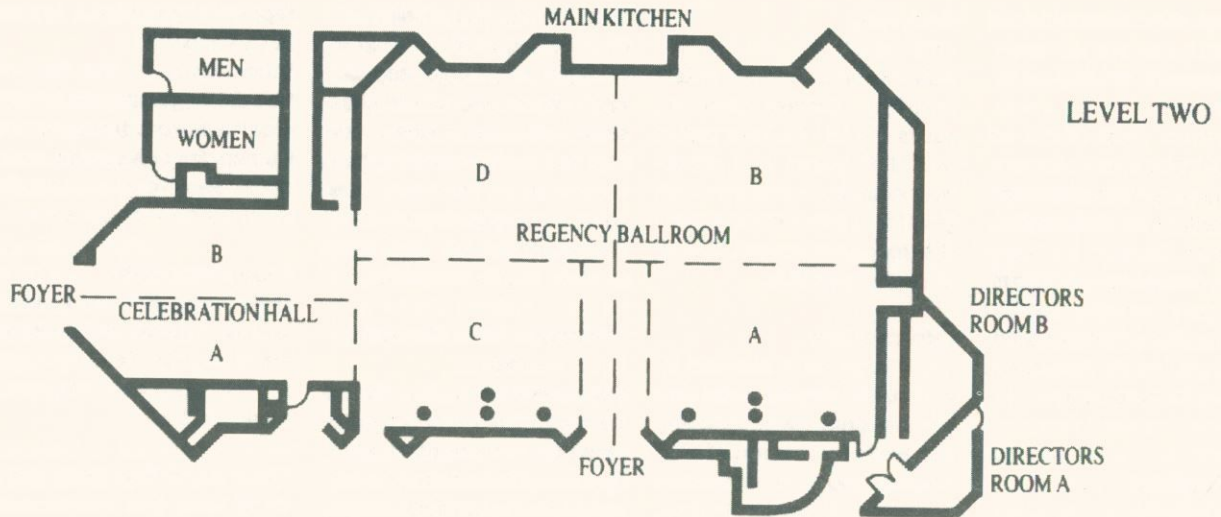 MAIN KITCHEN
MEN
LEVEL TWO
WOMEN
D
B
REGENCY BALLROOM
B
FOYER
CELEBRATION HALL
DIRECTORS
ROOM B
A
C
A
FOYER
DIRECTORS
ROOM A